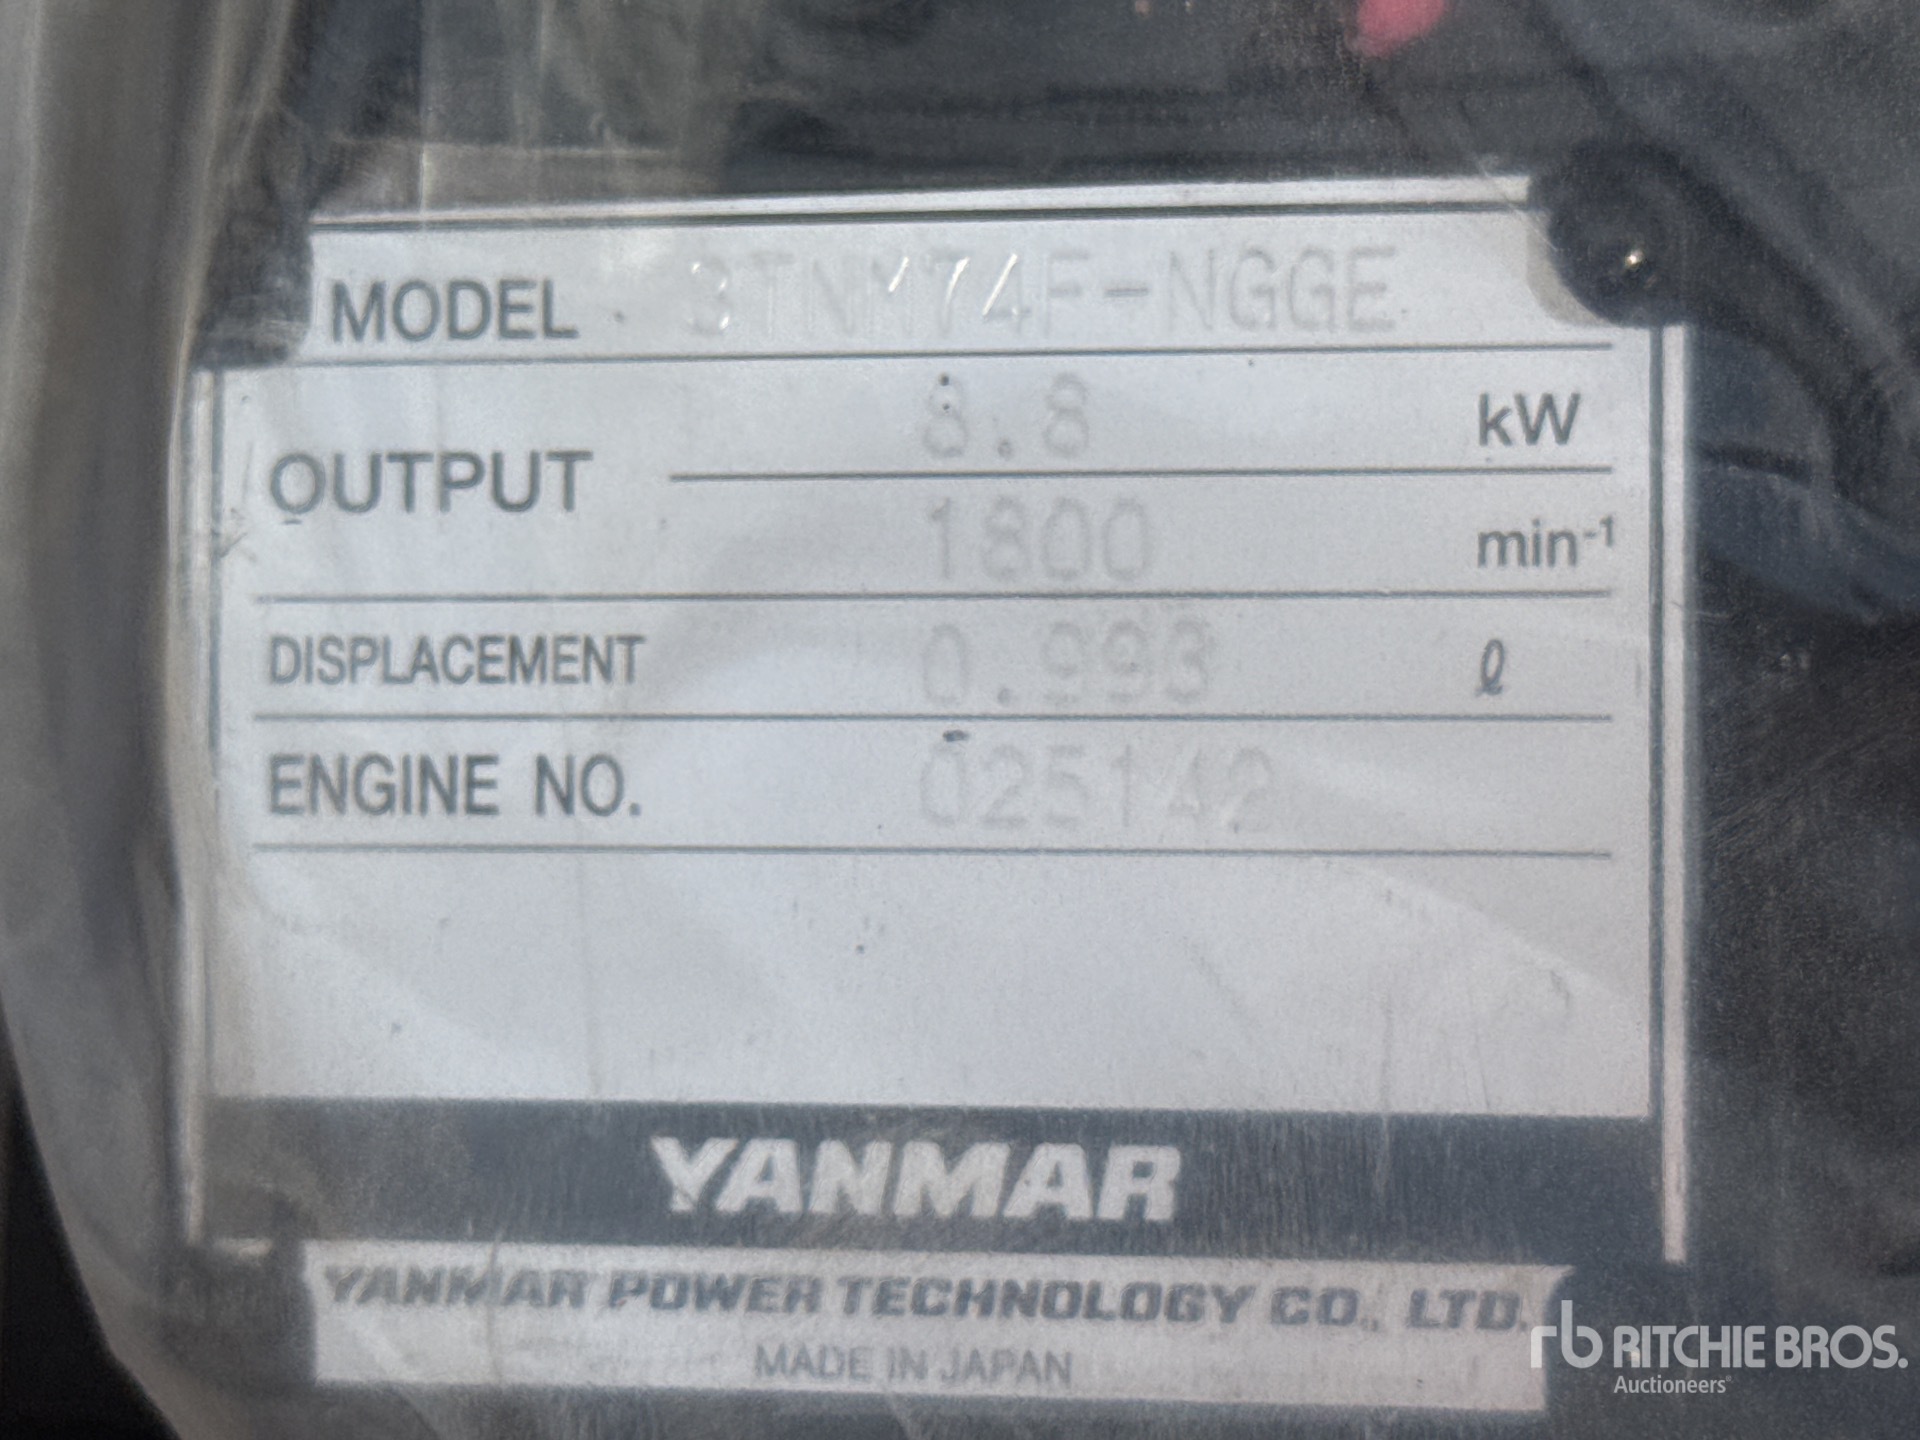 MODEL 3TNM74F-NGGE
OUTPUT 8.8 kW
1800 min⁻¹
DISPLACEMENT 0.993 ℓ
ENGINE NO. 025142
YANMAR
YANMAR POWER TECHNOLOGY CO., LTD.
MADE IN JAPAN
rb RITCHIE BROS.
Auctioneers